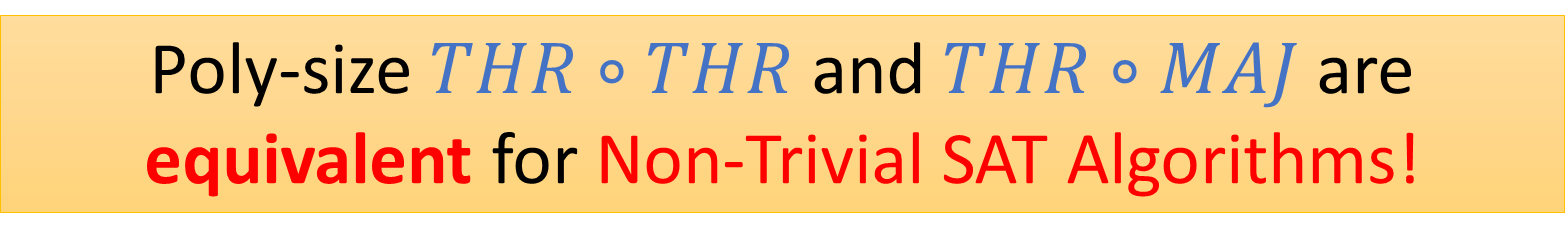 Poly-size THR ∘ THR and THR ∘ MAJ are
equivalent for Non-Trivial SAT Algorithms!